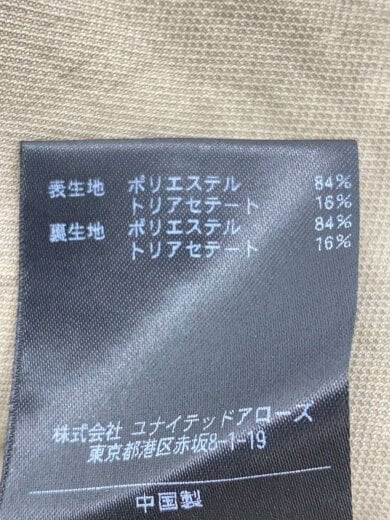 表生地 ポリエステル 84%
トリアセテート 16%
裏生地 ポリエステル 84%
トリアセテート 16%
株式会社 ユナイテッドアローズ
東京都港区赤坂8-1-19
中国製